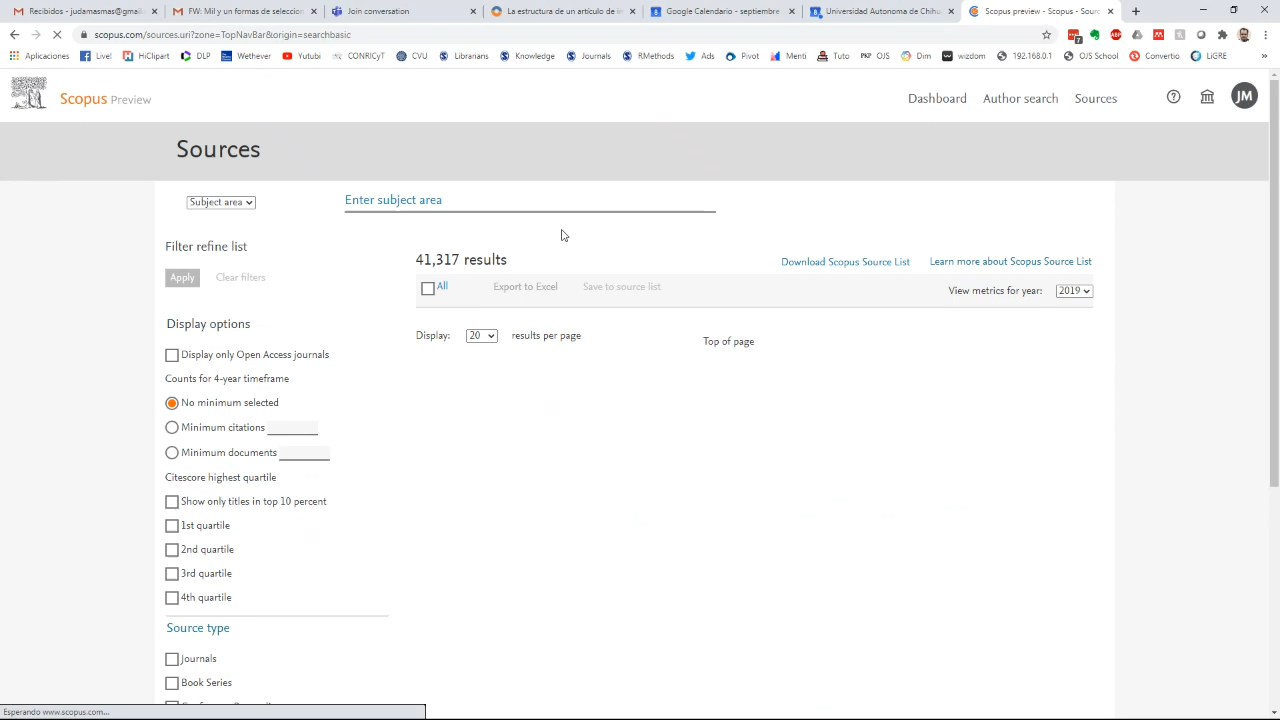 Recibidos - judamasmas@gmail
FW: Mil y un formas de seleccio
Join conversation
La estructura de un artículo de in
Google Calendario - septiembre
Universidad Autonoma de Chihu
Scopus preview - Scopus - Sourc
scopus.com/sources.uri?zone=TopNavBar&origin=searchbasic
Aplicaciones Live! HiClipart DLP Wethever Yoturibi CRyT CVU Librarians Knowledge Journals RMethods Ads Pivot Menti Tuto PKP OJS Dim wizdom 192.168.0.1 OJS School Convertio LiGRE
Scopus Preview
Dashboard Author search Sources JM
Sources
Subject area Enter subject area
Filter refine list
41,317 results Download Scopus Source List Learn more about Scopus Source List
Apply Clear filters
All Export to Excel Save to source list View metrics for year: 2019
Display options
Display: 20 results per page Top of page
Display only Open Access journals
Counts for 4-year timeframe
No minimum selected
Minimum citations
Minimum documents
Citescore highest quartile
Show only titles in top 10 percent
1st quartile
2nd quartile
3rd quartile
4th quartile
Source type
Journals
Book Series
Esperando www.scopus.com...